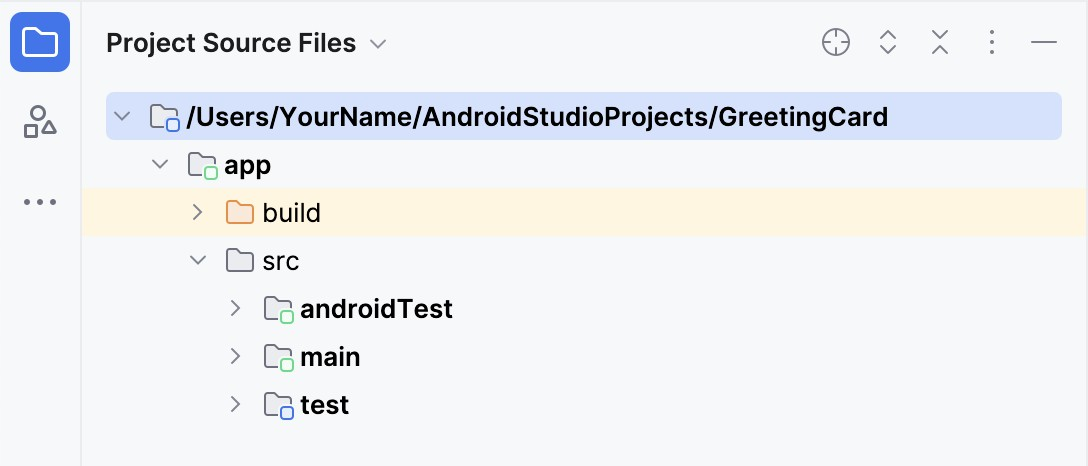 Project Source Files
/Users/YourName/AndroidStudioProjects/GreetingCard
app
build
src
androidTest
main
test